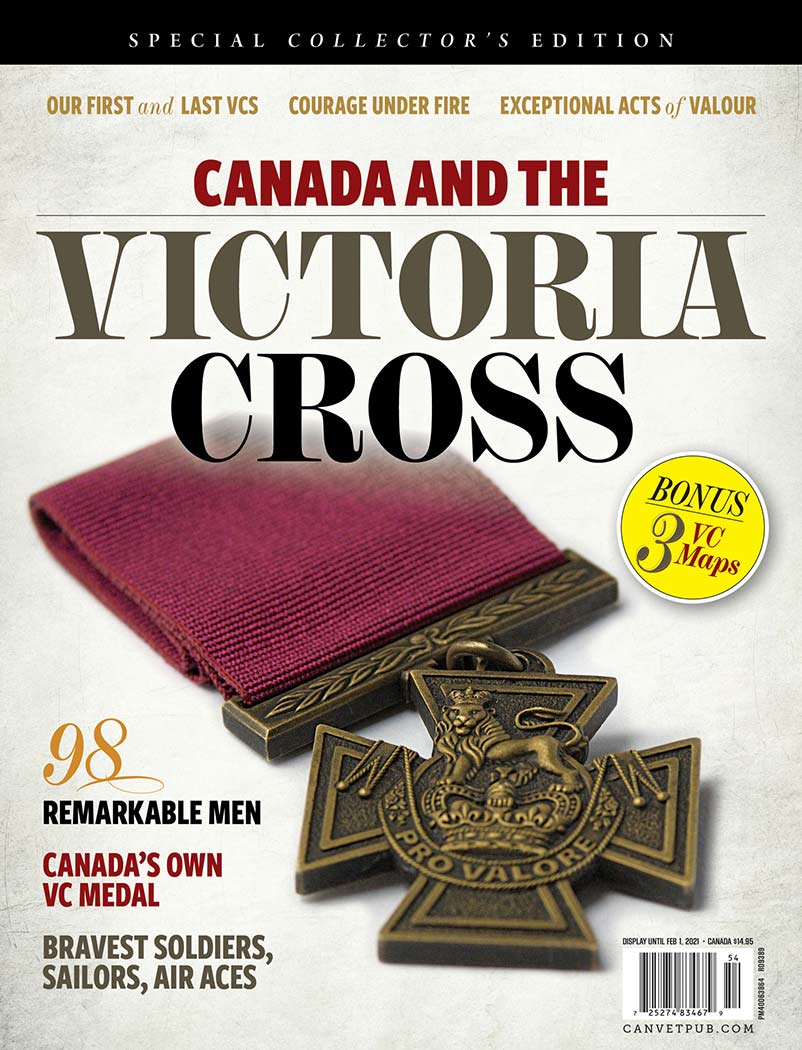 SPECIAL COLLECTOR'S EDITION
OUR FIRST and LAST VCS COURAGE UNDER FIRE EXCEPTIONAL ACTS of VALOUR
CANADA AND THE
VICTORIA
CROSS
BONUS
3 VC
Maps
98
REMARKABLE MEN
CANADA'S OWN
VC MEDAL
BRAVEST SOLDIERS,
SAILORS, AIR ACES
PRO VALORE
DISPLAY UNTIL FEB 1, 2021 • CANADA $14.95
54
7 25274 83467 9
PM40063864 R09389
CANVETPUB.COM